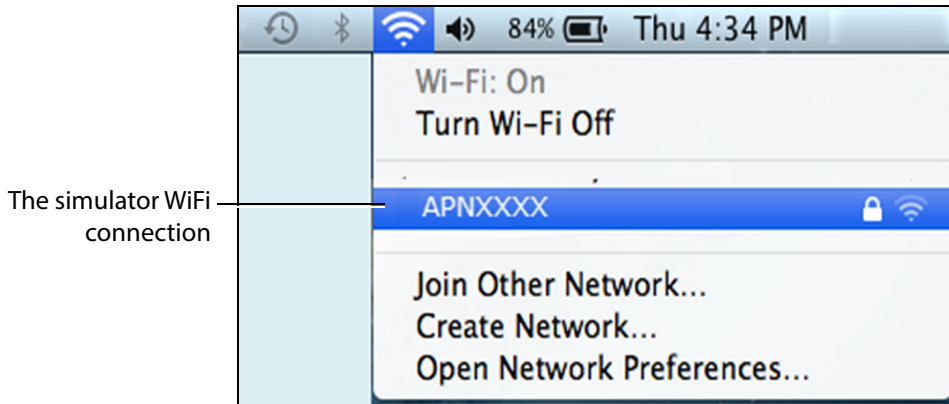 84% Thu 4:34 PM
Wi-Fi: On
Turn Wi-Fi Off
The simulator WiFi
connection
APNXXXX
Join Other Network...
Create Network...
Open Network Preferences...